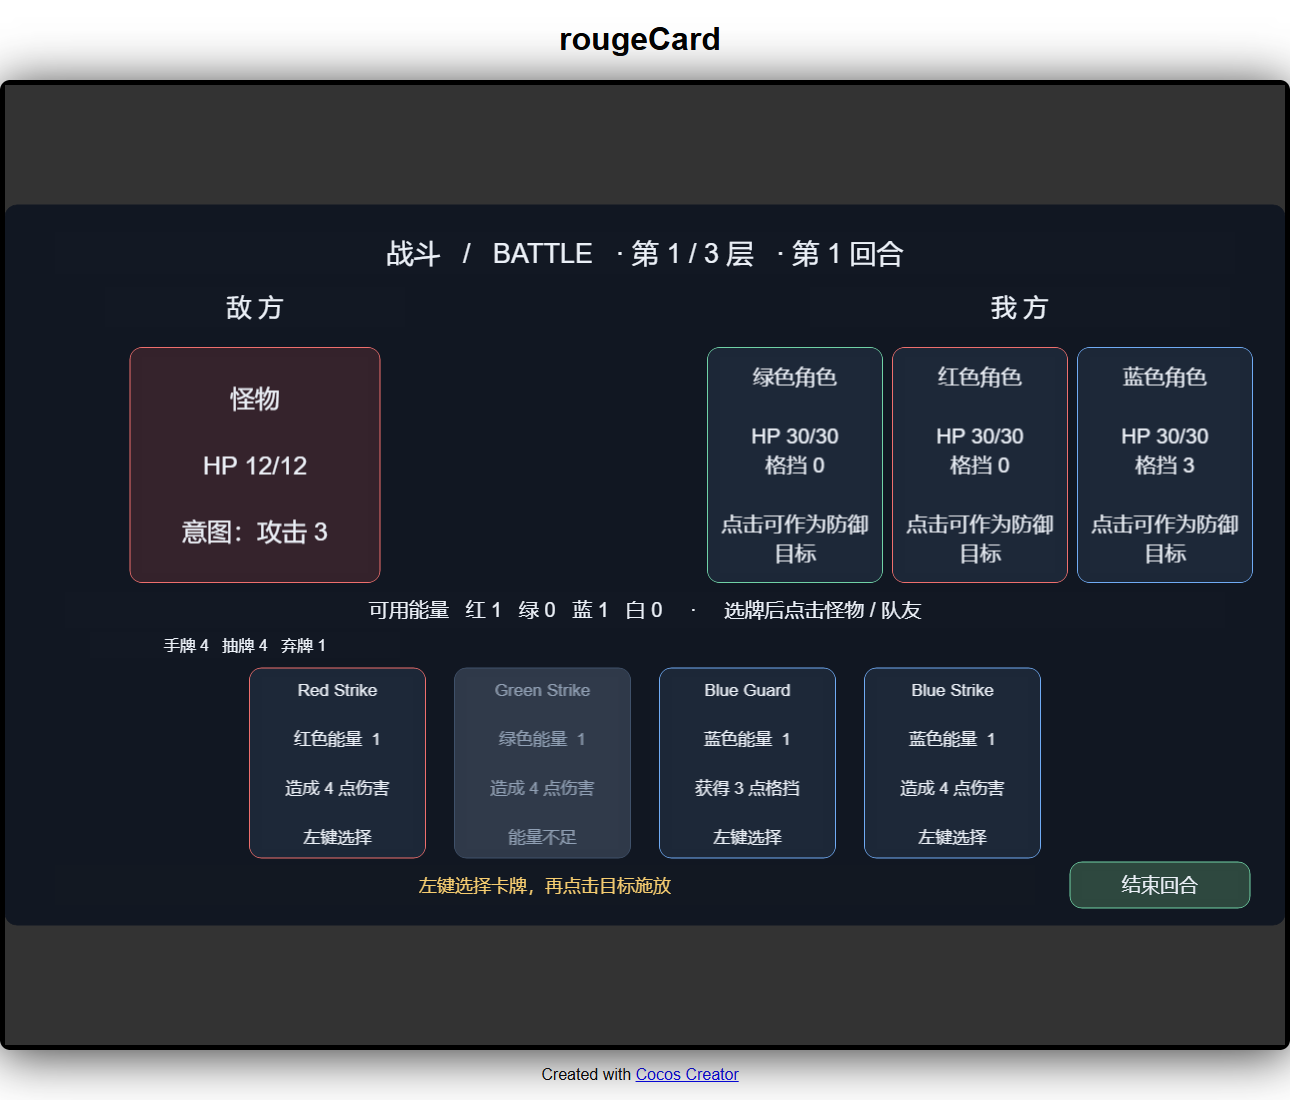 rougeCard
战斗 / BATTLE · 第 1 / 3 层 · 第 1 回合
敌 方
我 方
怪物
HP 12/12
意图：攻击 3
绿色角色
HP 30/30
格挡 0
点击可作为防御
目标
红色角色
HP 30/30
格挡 0
点击可作为防御
目标
蓝色角色
HP 30/30
格挡 3
点击可作为防御
目标
可用能量 红 1 绿 0 蓝 1 白 0 · 选牌后点击怪物 / 队友
手牌 4 抽牌 4 弃牌 1
Red Strike
红色能量 1
造成 4 点伤害
左键选择
Green Strike
绿色能量 1
造成 4 点伤害
能量不足
Blue Guard
蓝色能量 1
获得 3 点格挡
左键选择
Blue Strike
蓝色能量 1
造成 4 点伤害
左键选择
左键选择卡牌，再点击目标施放
结束回合
Created with Cocos Creator